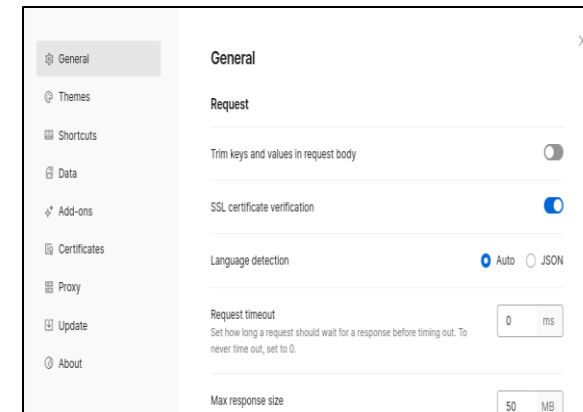 General
Themes
Shortcuts
Data
Add-ons
Certificates
Proxy
Update
About
General
Request
Trim keys and values in request body
SSL certificate verification
Language detection
Auto
JSON
Request timeout
Set how long a request should wait for a response before timing out. To
never time out, set to 0.
0 ms
Max response size
50 MB